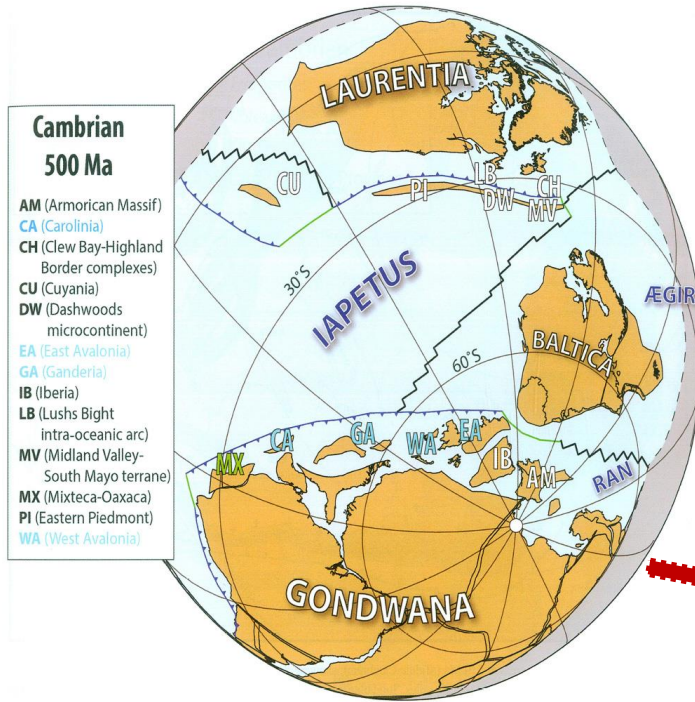 Cambrian
500 Ma
AM (Armorican Massif)
CA (Carolinia)
CH (Clew Bay-Highland
Border complexes)
CU (Cuyania)
DW (Dashwoods
microcontinent)
EA (East Avalonia)
GA (Ganderia)
IB (Iberia)
LB (Lushs Bight
intra-oceanic arc)
MV (Midland Valley-
South Mayo terrane)
MX (Mixteca-Oaxaca)
PI (Eastern Piedmont)
WA (West Avalonia)
LAURENTIA
CU
PI
LB
DW
CH
MV
30°S
IAPETUS
ÆGIR
BALTICA
60°S
MX
CA
GA
WA
EA
IB
AM
RAN
GONDWANA